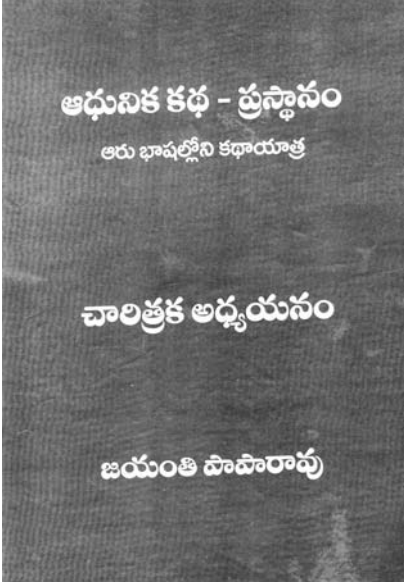 ఆధునిక కథ - ప్రస్థానం
ఆరు భాషల్లోని కథాయాత్ర
చారిత్రక అధ్యయనం
జయంతి పాపారావు